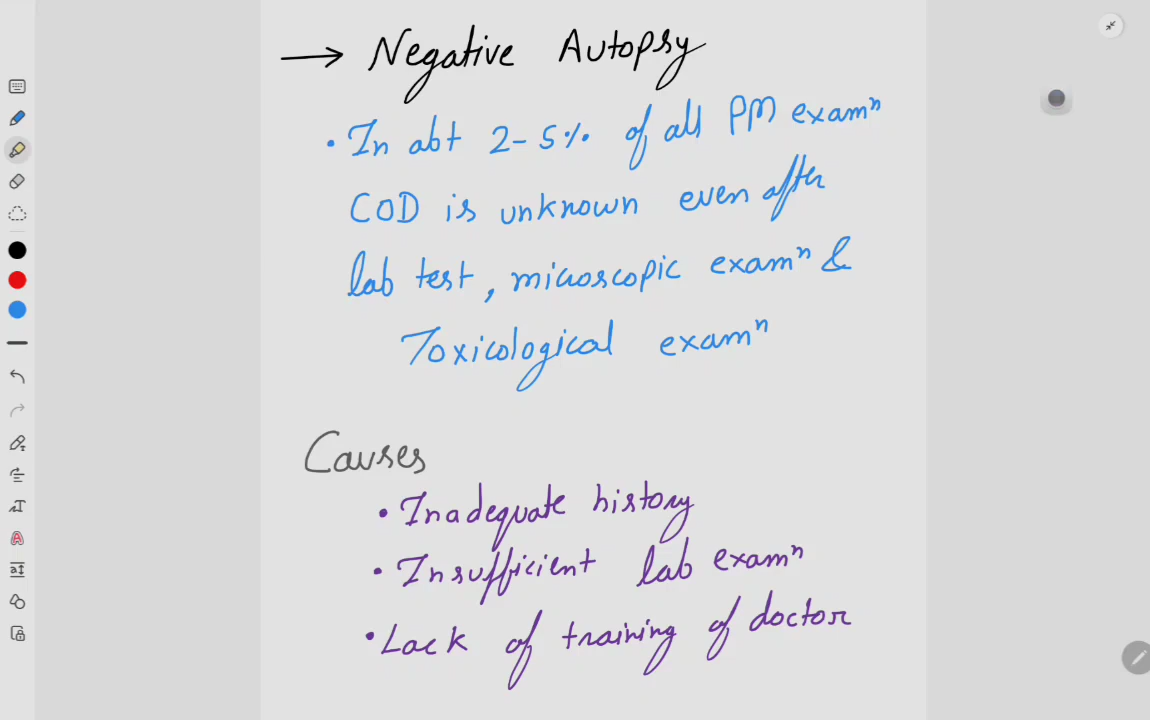 → Negative Autopsy
• In abt 2-5% of all PM examⁿ
COD is unknown even after
lab test, microscopic examⁿ &
Toxicological examⁿ
Causes
• Inadequate history
• Insufficient lab examⁿ
• Lack of training of doctor